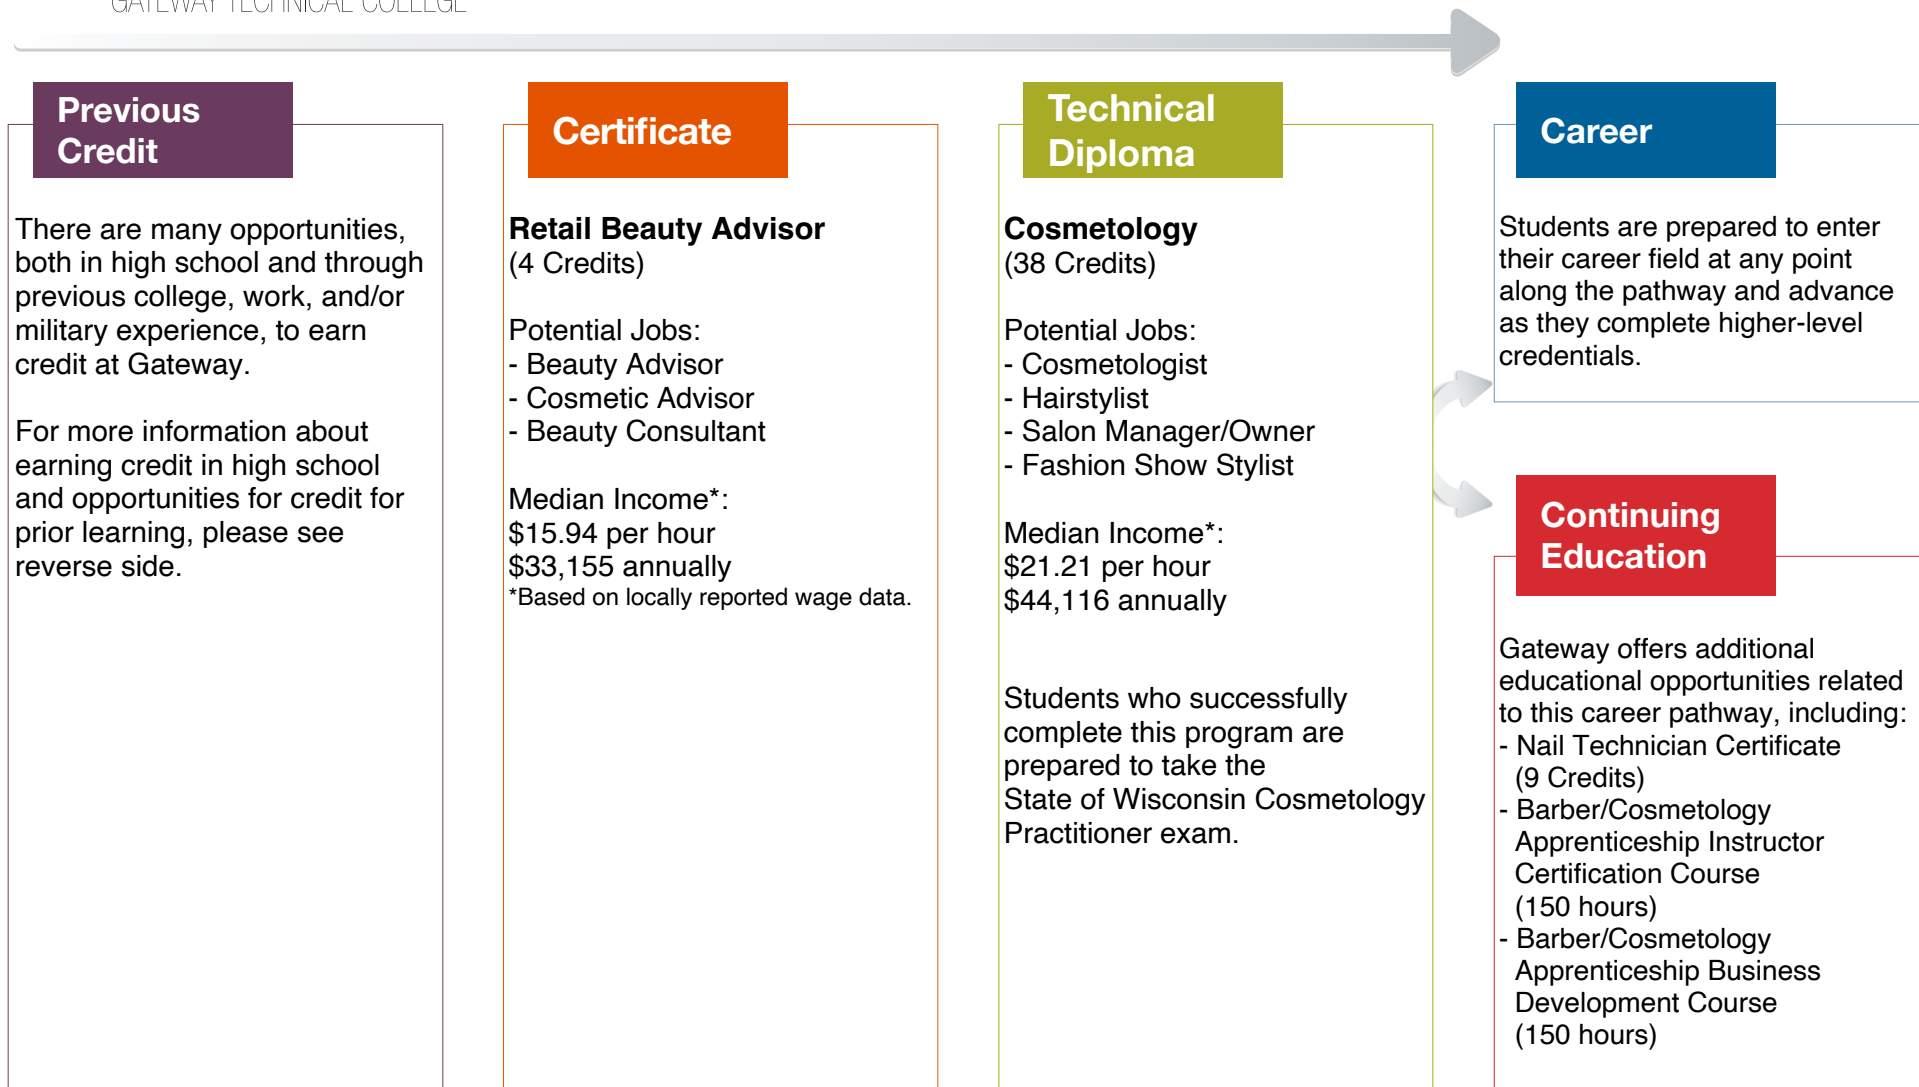 GATEWAY TECHNICAL COLLEGE
Previous
Credit
There are many opportunities,
both in high school and through
previous college, work, and/or
military experience, to earn
credit at Gateway.
For more information about
earning credit in high school
and opportunities for credit for
prior learning, please see
reverse side.
Certificate
Retail Beauty Advisor
(4 Credits)
Potential Jobs:
- Beauty Advisor
- Cosmetic Advisor
- Beauty Consultant
Median Income*:
$15.94 per hour
$33,155 annually
*Based on locally reported wage data.
Technical
Diploma
Cosmetology
(38 Credits)
Potential Jobs:
- Cosmetologist
- Hairstylist
- Salon Manager/Owner
- Fashion Show Stylist
Median Income*:
$21.21 per hour
$44,116 annually
Students who successfully
complete this program are
prepared to take the
State of Wisconsin Cosmetology
Practitioner exam.
Career
Students are prepared to enter
their career field at any point
along the pathway and advance
as they complete higher-level
credentials.
Continuing
Education
Gateway offers additional
educational opportunities related
to this career pathway, including:
- Nail Technician Certificate
(9 Credits)
- Barber/Cosmetology
Apprenticeship Instructor
Certification Course
(150 hours)
- Barber/Cosmetology
Apprenticeship Business
Development Course
(150 hours)